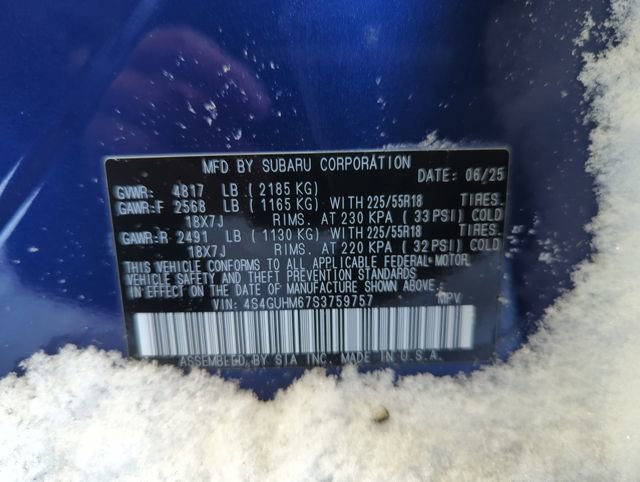 MFD BY SUBARU CORPORATION DATE: 06/25
GVWR: 4817 LB (2185 KG)
GAWR:F 2568 LB (1165 KG) WITH 225/55R18 TIRES.
18X7J RIMS. AT 230 KPA (33 PSI) COLD
GAWR:R 2491 LB (1130 KG) WITH 225/55R18 TIRES.
18X7J RIMS. AT 220 KPA (32 PSI) COLD
THIS VEHICLE CONFORMS TO ALL APPLICABLE FEDERAL MOTOR
VEHICLE SAFETY AND THEFT PREVENTION STANDARDS
IN EFFECT ON THE DATE OF MANUFACTURE SHOWN ABOVE.
VIN: 4S4GUHM67S3759757 MPV
ASSEMBLED BY SIA INC. MADE IN U.S.A.